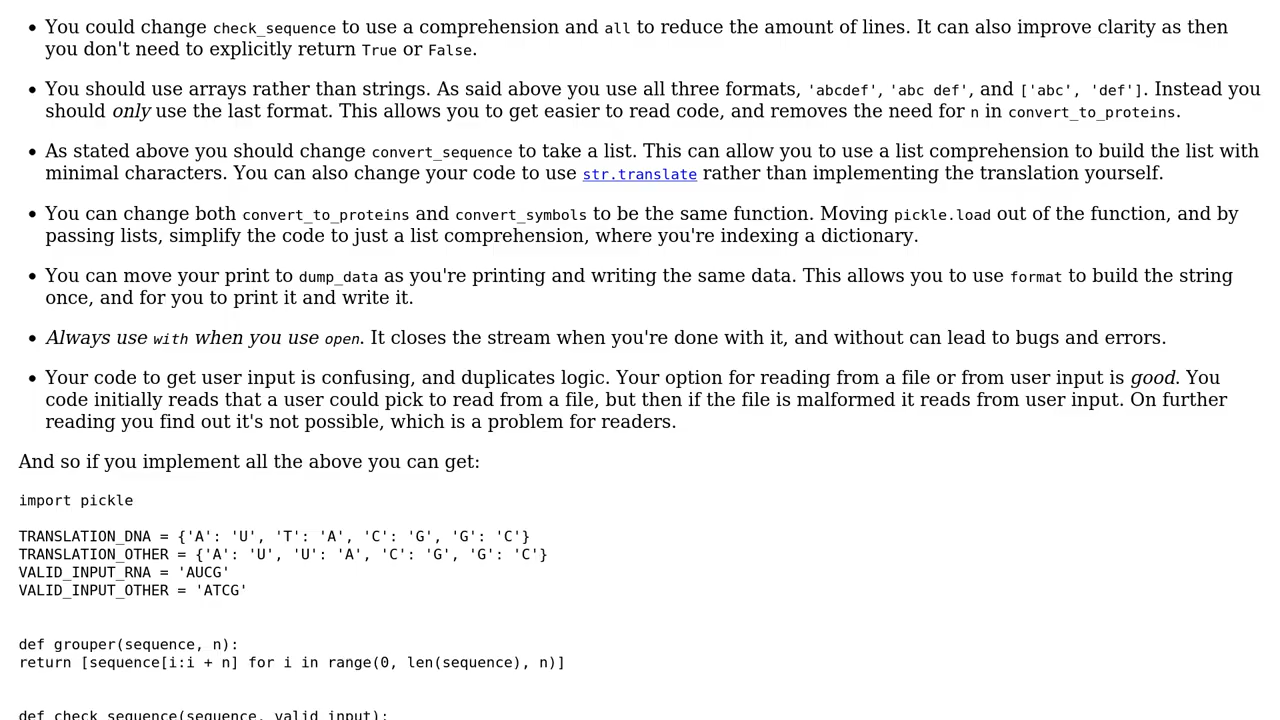 • You could change check_sequence to use a comprehension and all to reduce the amount of lines. It can also improve clarity as then
you don't need to explicitly return True or False.
• You should use arrays rather than strings. As said above you use all three formats, 'abcdef', 'abc def', and ['abc', 'def']. Instead you
should only use the last format. This allows you to get easier to read code, and removes the need for n in convert_to_proteins.
• As stated above you should change convert_sequence to take a list. This can allow you to use a list comprehension to build the list with
minimal characters. You can also change your code to use str.translate rather than implementing the translation yourself.
• You can change both convert_to_proteins and convert_symbols to be the same function. Moving pickle.load out of the function, and by
passing lists, simplify the code to just a list comprehension, where you're indexing a dictionary.
• You can move your print to dump_data as you're printing and writing the same data. This allows you to use format to build the string
once, and for you to print it and write it.
• Always use with when you use open. It closes the stream when you're done with it, and without can lead to bugs and errors.
• Your code to get user input is confusing, and duplicates logic. Your option for reading from a file or from user input is good. You
code initially reads that a user could pick to read from a file, but then if the file is malformed it reads from user input. On further
reading you find out it's not possible, which is a problem for readers.
And so if you implement all the above you can get:
import pickle
TRANSLATION_DNA = {'A': 'U', 'T': 'A', 'C': 'G', 'G': 'C'}
TRANSLATION_OTHER = {'A': 'U', 'U': 'A', 'C': 'G', 'G': 'C'}
VALID_INPUT_RNA = 'AUCG'
VALID_INPUT_OTHER = 'ATCG'
def grouper(sequence, n):
return [sequence[i:i + n] for i in range(0, len(sequence), n)]
def check_sequence(sequence, valid_input):